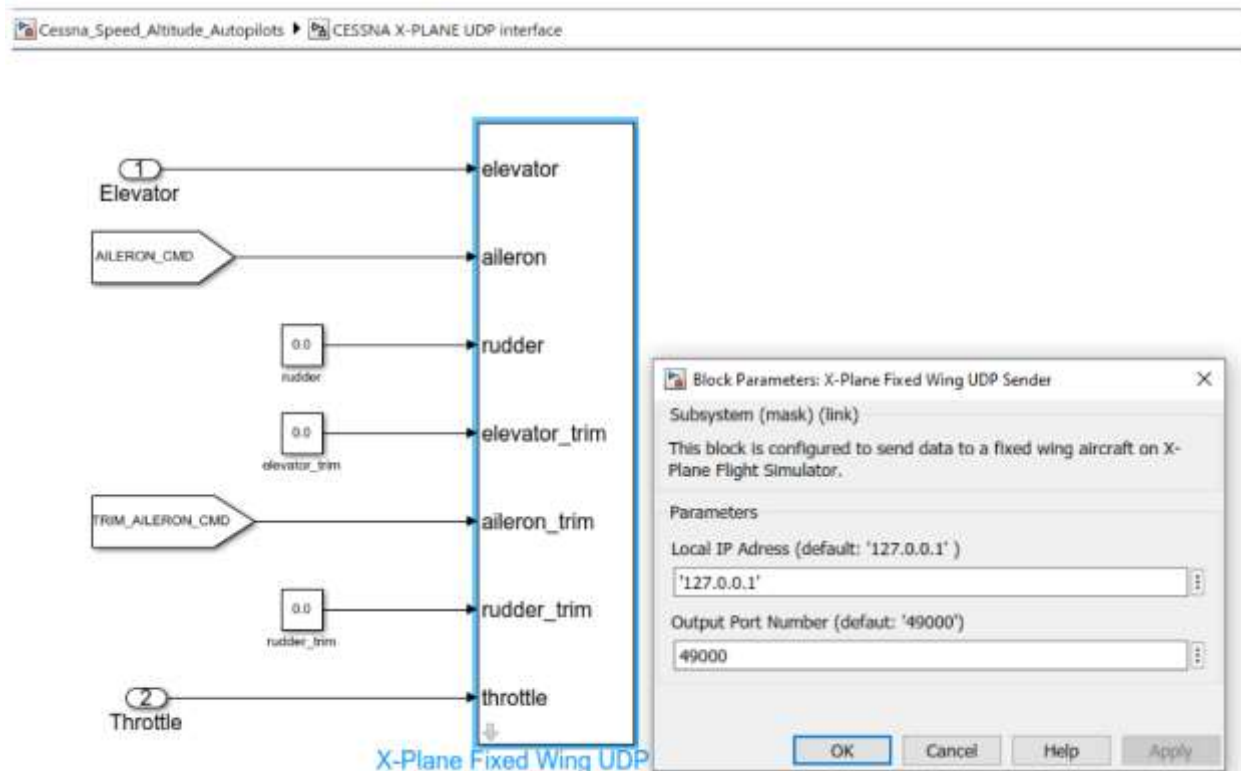 Cessna_Speed_Altitude_Autopilots ▶ CESSNA X-PLANE UDP interface
1
Elevator
elevator
AILERON_CMD
aileron
0.0
rudder
rudder
0.0
elevator_trim
elevator_trim
TRIM_AILERON_CMD
aileron_trim
0.0
rudder_trim
rudder_trim
2
Throttle
throttle
X-Plane Fixed Wing UDP
Block Parameters: X-Plane Fixed Wing UDP Sender
Subsystem (mask) (link)
This block is configured to send data to a fixed wing aircraft on X-
Plane Flight Simulator.
Parameters
Local IP Adress (default: '127.0.0.1' )
'127.0.0.1'
Output Port Number (defaut: '49000')
49000
OK Cancel Help Apply